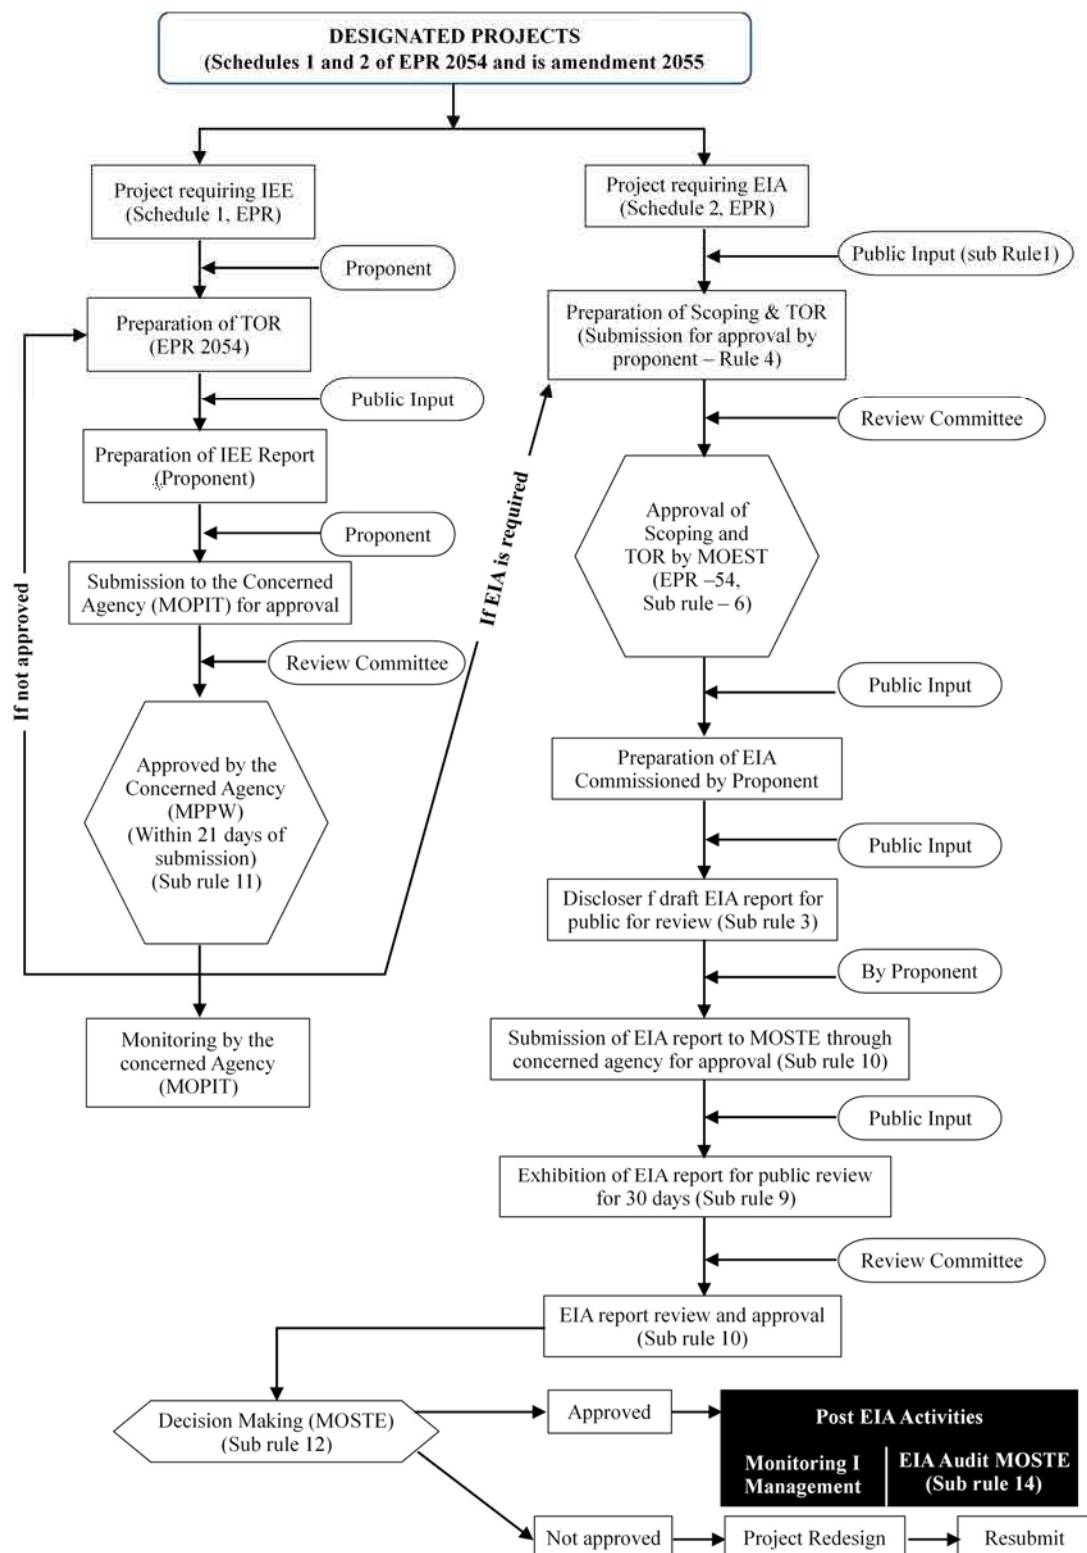 DESIGNATED PROJECTS
(Schedules 1 and 2 of EPR 2054 and is amendment 2055
Project requiring IEE
(Schedule 1, EPR)
Proponent
Preparation of TOR
(EPR 2054)
Public Input
Preparation of IEE Report
(Proponent)
Proponent
Submission to the Concerned
Agency (MOPIT) for approval
Review Committee
If not approved
Approved by the
Concerned Agency
(MPPW)
(Within 21 days of
submission)
(Sub rule 11)
Monitoring by the
concerned Agency
(MOPIT)
If EIA is required
Project requiring EIA
(Schedule 2, EPR)
Public Input (sub Rule1)
Preparation of Scoping & TOR
(Submission for approval by
proponent – Rule 4)
Review Committee
Approval of
Scoping and
TOR by MOEST
(EPR –54,
Sub rule – 6)
Public Input
Preparation of EIA
Commissioned by Proponent
Public Input
Discloser f draft EIA report for
public for review (Sub rule 3)
By Proponent
Submission of EIA report to MOSTE through
concerned agency for approval (Sub rule 10)
Public Input
Exhibition of EIA report for public review
for 30 days (Sub rule 9)
Review Committee
EIA report review and approval
(Sub rule 10)
Decision Making (MOSTE)
(Sub rule 12)
Approved
Post EIA Activities
Monitoring I
Management
EIA Audit MOSTE
(Sub rule 14)
Not approved
Project Redesign
Resubmit